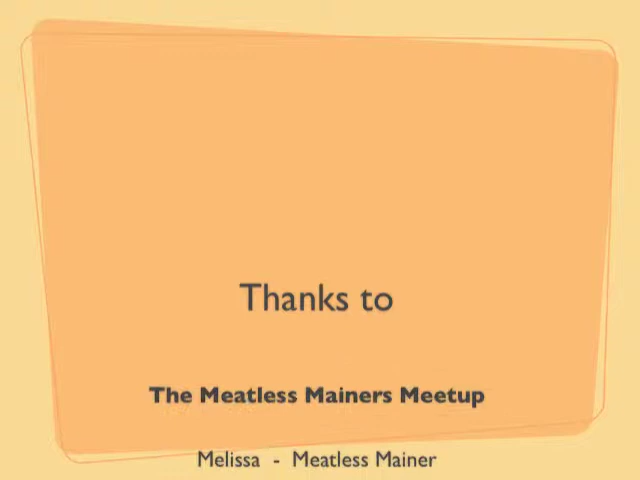 Thanks to
The Meatless Mainers Meetup
Melissa - Meatless Mainer